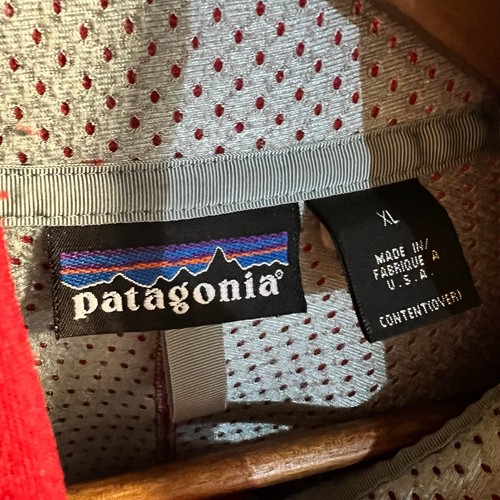 patagonia®
XL
MADE IN/
FABRIQUE A
U.S.A.
CONTENT(OVER)